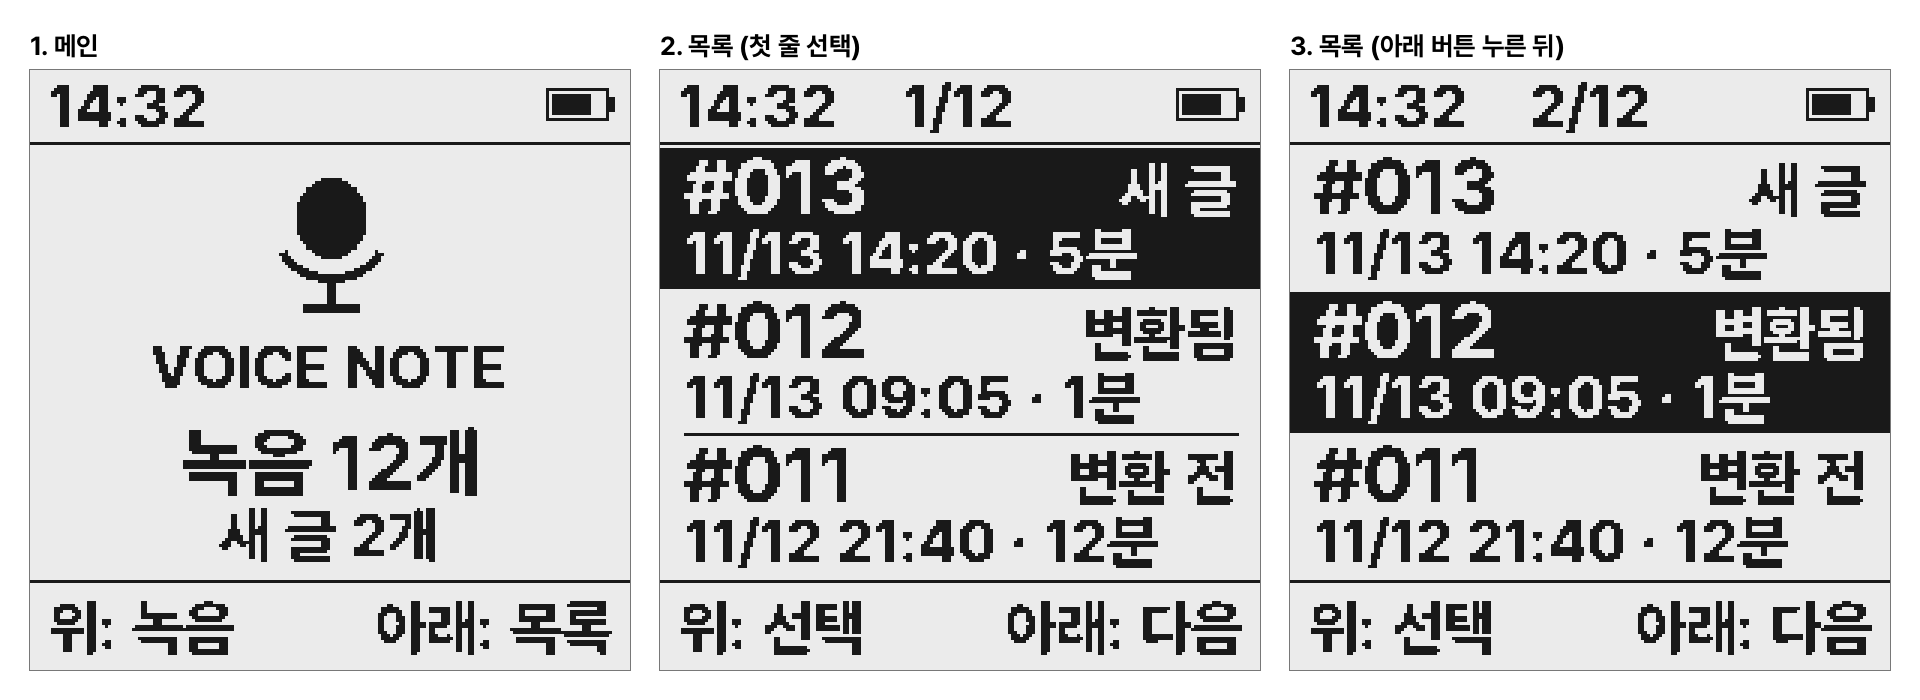 1. 메인
14:32
VOICE NOTE
녹음 12개
새 글 2개
위: 녹음 아래: 목록
2. 목록 (첫 줄 선택)
14:32 1/12
#013 새 글
11/13 14:20 · 5분
#012 변환됨
11/13 09:05 · 1분
#011 변환 전
11/12 21:40 · 12분
위: 선택 아래: 다음
3. 목록 (아래 버튼 누른 뒤)
14:32 2/12
#013 새 글
11/13 14:20 · 5분
#012 변환됨
11/13 09:05 · 1분
#011 변환 전
11/12 21:40 · 12분
위: 선택 아래: 다음